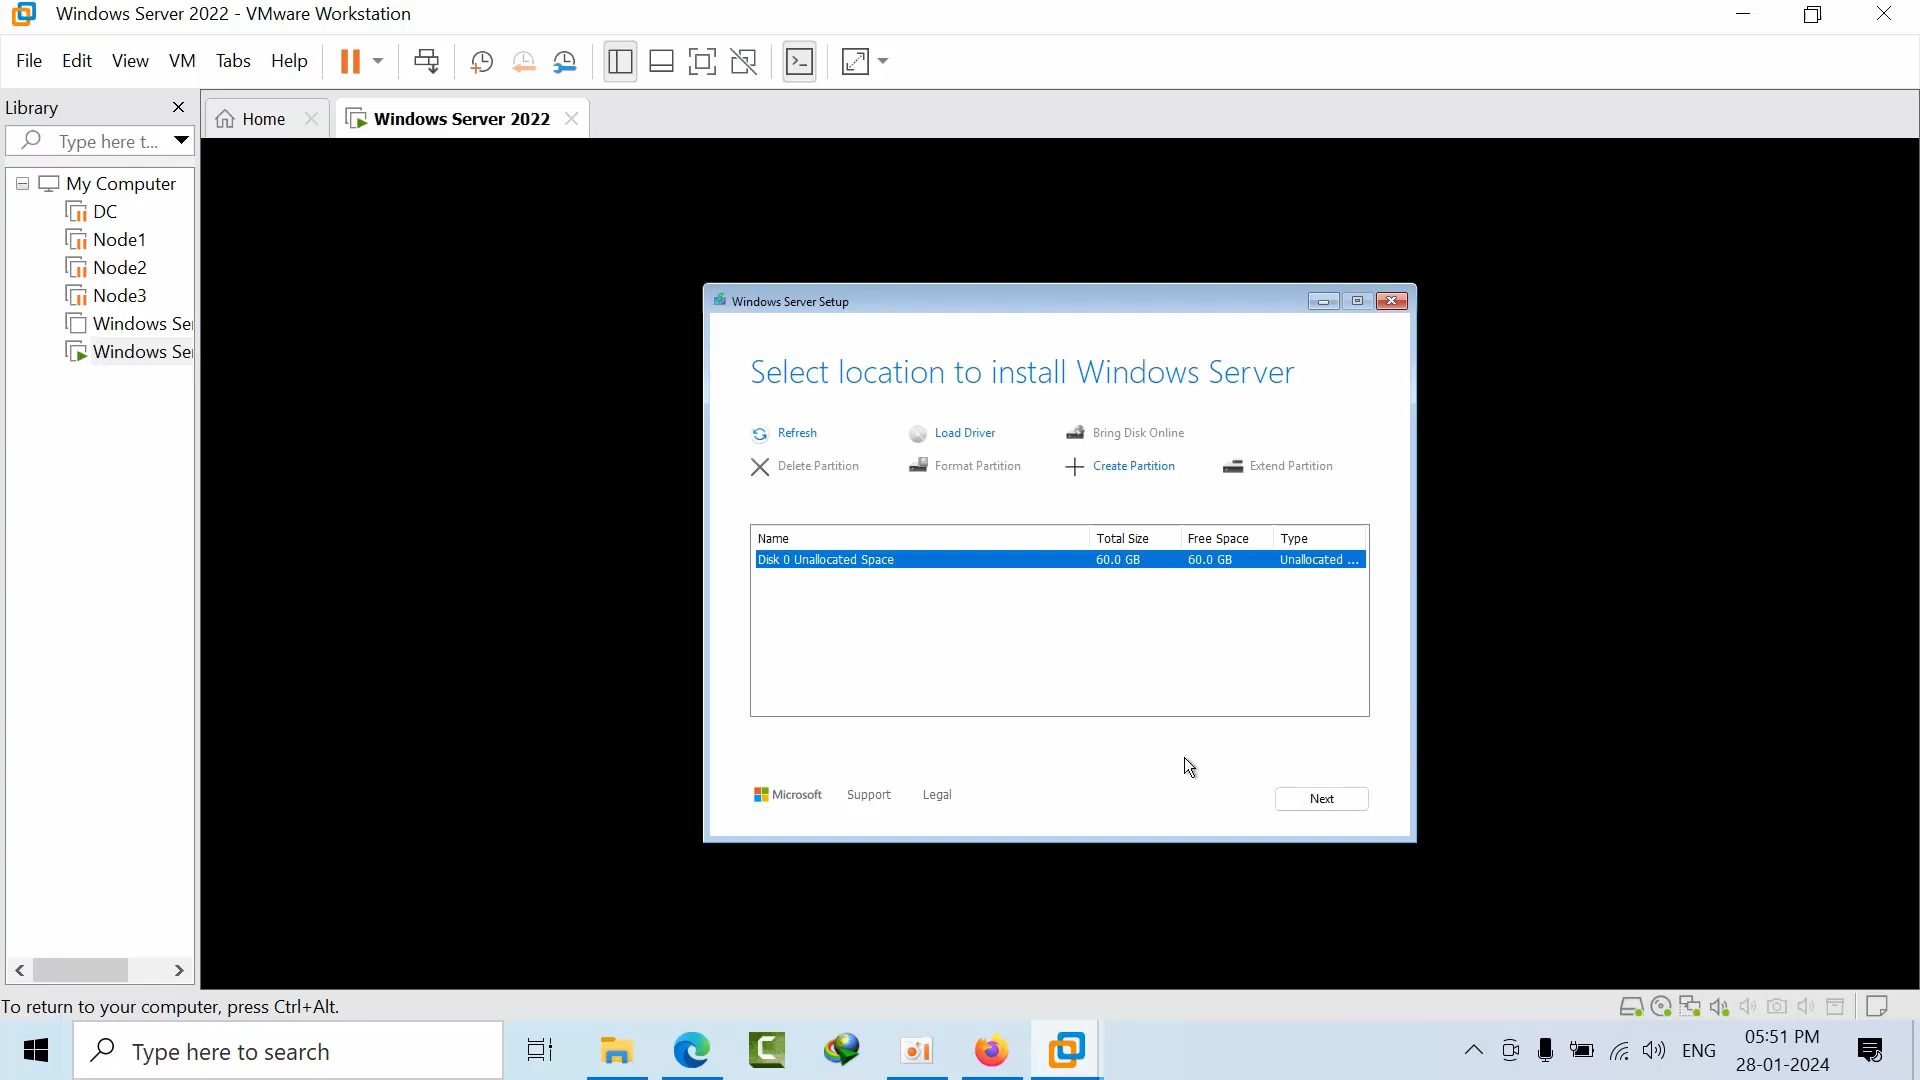 Windows Server 2022 - VMware Workstation
File Edit View VM Tabs Help
Library
Home
Windows Server 2022
Type here t...
My Computer
DC
Node1
Node2
Node3
Windows Se
Windows Se
Windows Server Setup
Select location to install Windows Server
Refresh Load Driver Bring Disk Online
Delete Partition Format Partition Create Partition Extend Partition
Name Total Size Free Space Type
Disk 0 Unallocated Space 60.0 GB 60.0 GB Unallocated ...
Microsoft Support Legal
Next
To return to your computer, press Ctrl+Alt.
Type here to search
ENG
05:51 PM
28-01-2024